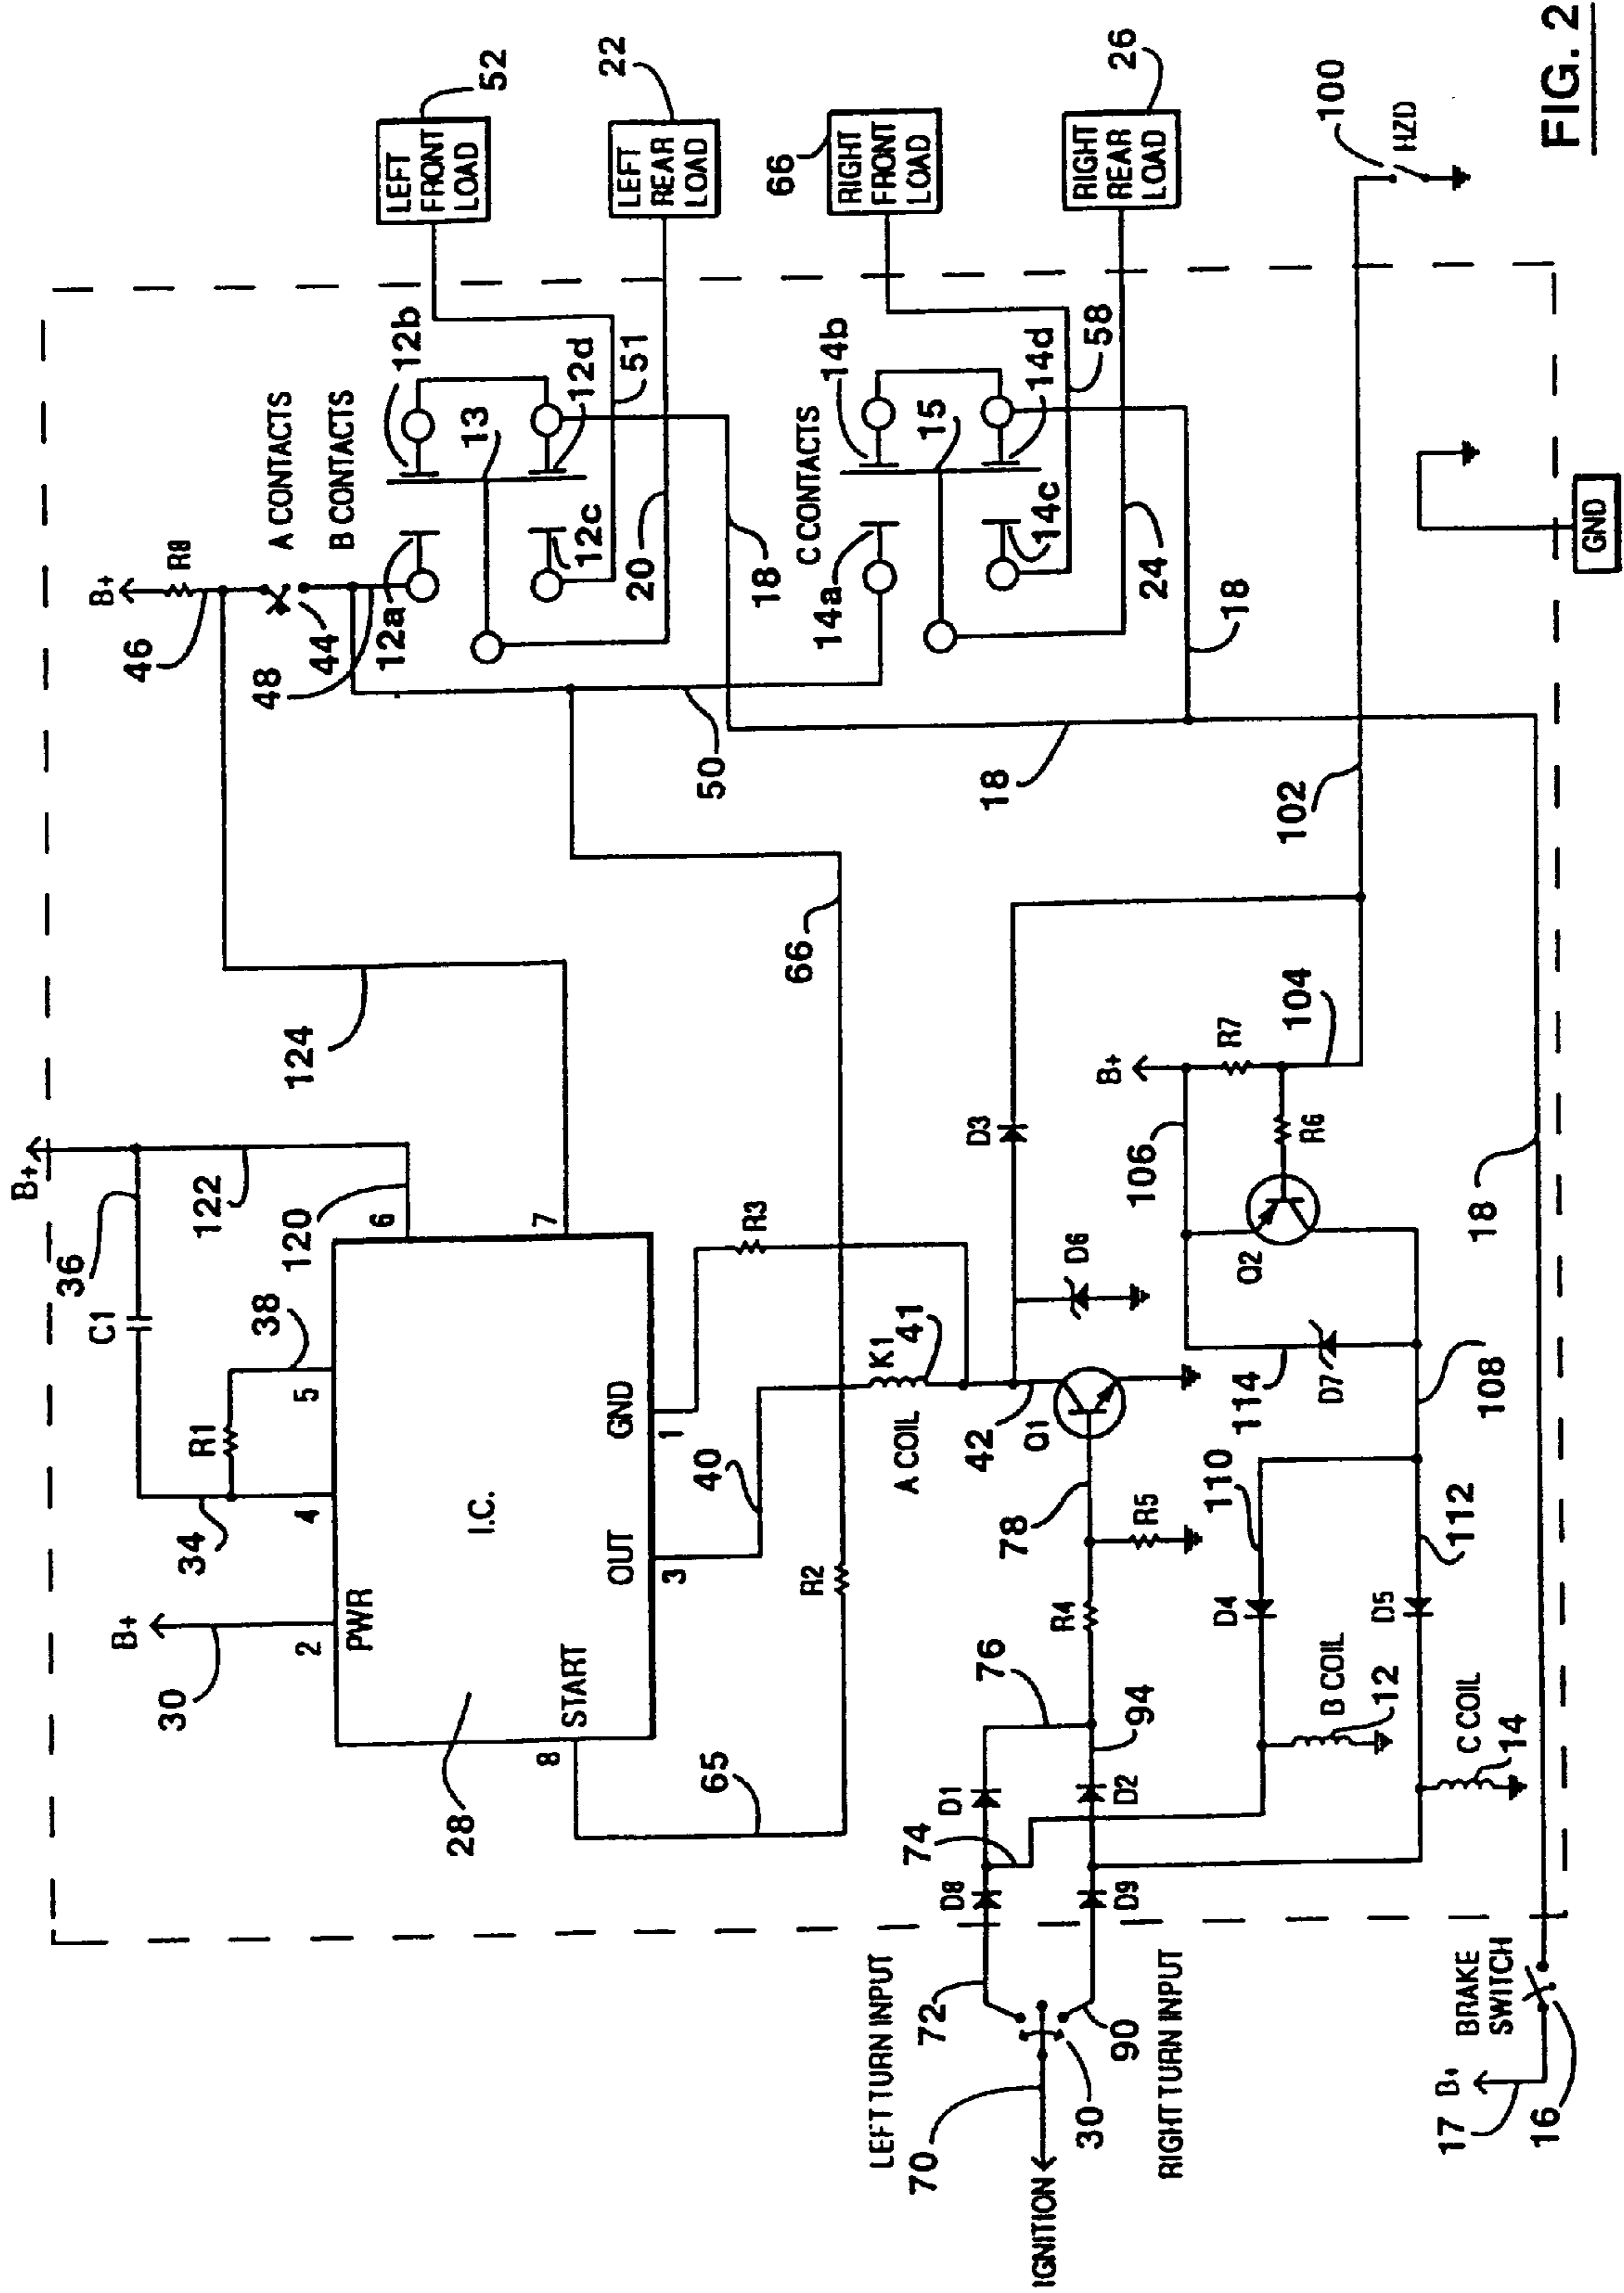 FIG. 2
B+
36
C1
122
B+
30
34
R1
38
120
2
4
5
6
PWR
28
I.C.
7
8
START
OUT
GND
3
1
65
40
R2
R3
124
66
B+
R8
46
48
44
A CONTACTS
B CONTACTS
12a
12b
13
12c
12d
20
51
18
50
LEFT
FRONT
LOAD
52
LEFT
REAR
LOAD
22
C CONTACTS
14a
14b
15
14c
14d
24
58
18
18
66
RIGHT
FRONT
LOAD
RIGHT
REAR
LOAD
26
A COIL
K1
41
42
D3
D6
Q1
78
R4
R5
76
94
LEFT TURN INPUT
72
D8
D1
74
D9
D2
IGNITION
70
30
90
RIGHT TURN INPUT
B+
106
R7
104
R6
Q2
114
D7
108
110
D4
112
D5
B COIL
12
C COIL
14
102
100
HZD
GND
18
BRAKE
SWITCH
B+
17
16